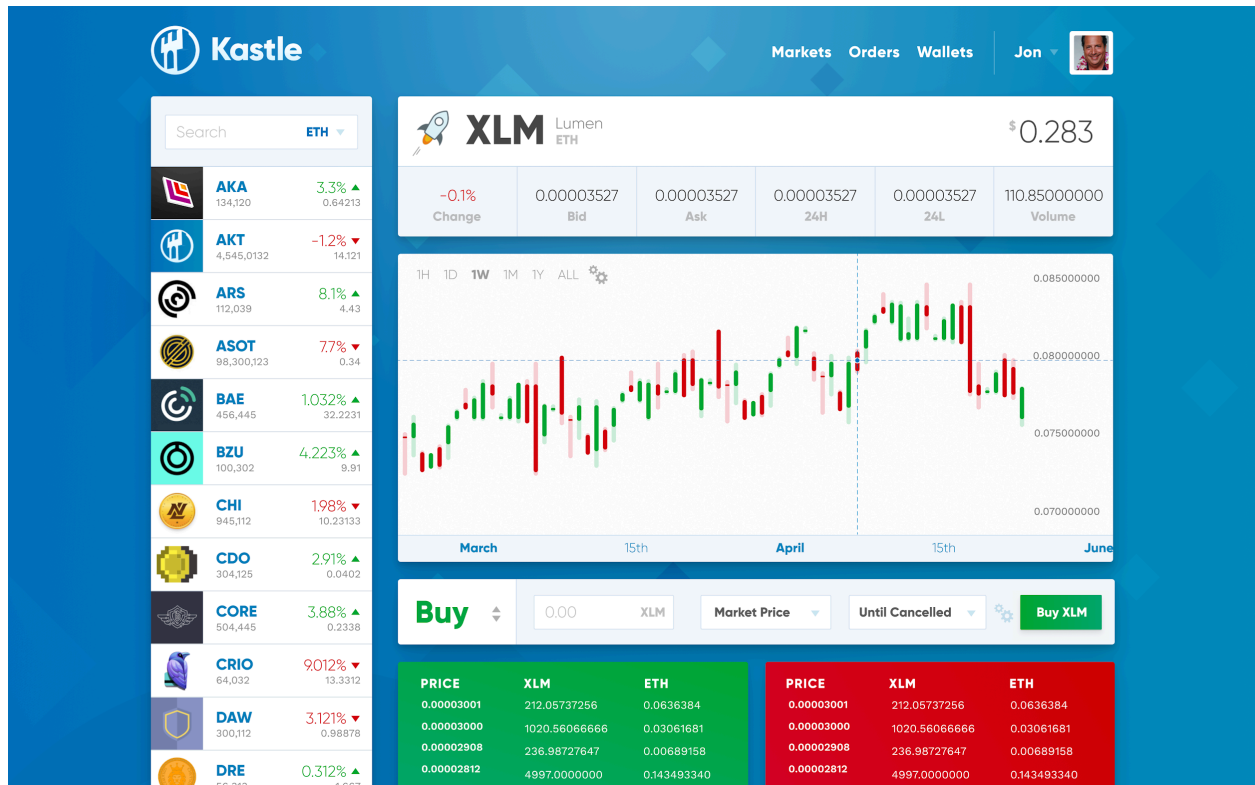 Kastle
Markets Orders Wallets Jon
Search ETH
AKA 3.3%
134,120 0.64213
AKT -1.2%
4,545,0132 14.121
ARS 8.1%
112,039 4.43
ASOT 7.7%
98,300,123 0.34
BAE 1.032%
456,445 32.2231
BZU 4.223%
100,302 9.91
CHI 1.98%
945,112 10.23133
CDO 2.91%
304,125 0.0402
CORE 3.88%
504,445 0.2338
CRIO 9.012%
64,032 13.3312
DAW 3.121%
300,112 0.98878
DRE 0.312%
XLM Lumen
ETH
$0.283
-0.1% 0.00003527 0.00003527 0.00003527 0.00003527 110.85000000
Change Bid Ask 24H 24L Volume
1H 1D 1W 1M 1Y ALL
0.085000000
0.080000000
0.075000000
0.070000000
March 15th April 15th June
Buy 0.00 XLM Market Price Until Cancelled Buy XLM
PRICE XLM ETH
0.00003001 212.05737256 0.0636384
0.00003000 1020.56066666 0.03061681
0.00002908 236.98727647 0.00689158
0.00002812 4997.0000000 0.143493340
PRICE XLM ETH
0.00003001 212.05737256 0.0636384
0.00003000 1020.56066666 0.03061681
0.00002908 236.98727647 0.00689158
0.00002812 4997.0000000 0.143493340